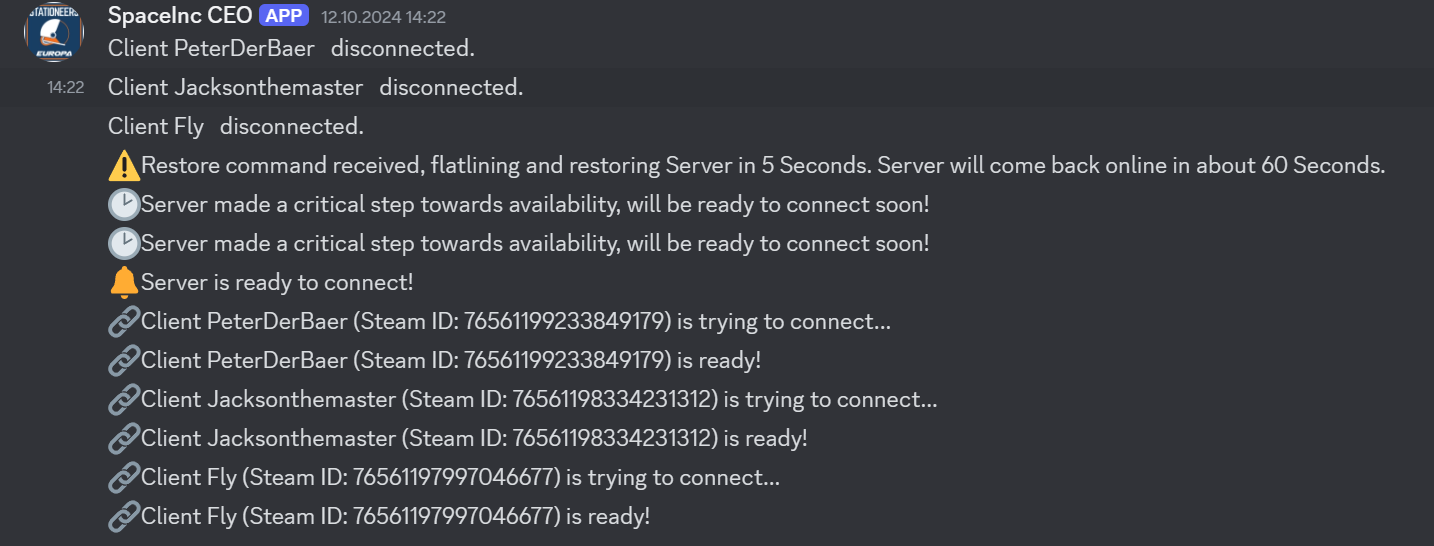 STATIONEERS
EUROPA
SpaceInc CEO APP 12.10.2024 14:22
Client PeterDerBaer disconnected.
14:22 Client Jacksonthemaster disconnected.
Client Fly disconnected.
⚠️Restore command received, flatlining and restoring Server in 5 Seconds. Server will come back online in about 60 Seconds.
🕑Server made a critical step towards availability, will be ready to connect soon!
🕑Server made a critical step towards availability, will be ready to connect soon!
🔔Server is ready to connect!
🔗Client PeterDerBaer (Steam ID: 76561199233849179) is trying to connect...
🔗Client PeterDerBaer (Steam ID: 76561199233849179) is ready!
🔗Client Jacksonthemaster (Steam ID: 76561198334231312) is trying to connect...
🔗Client Jacksonthemaster (Steam ID: 76561198334231312) is ready!
🔗Client Fly (Steam ID: 76561197997046677) is trying to connect...
🔗Client Fly (Steam ID: 76561197997046677) is ready!